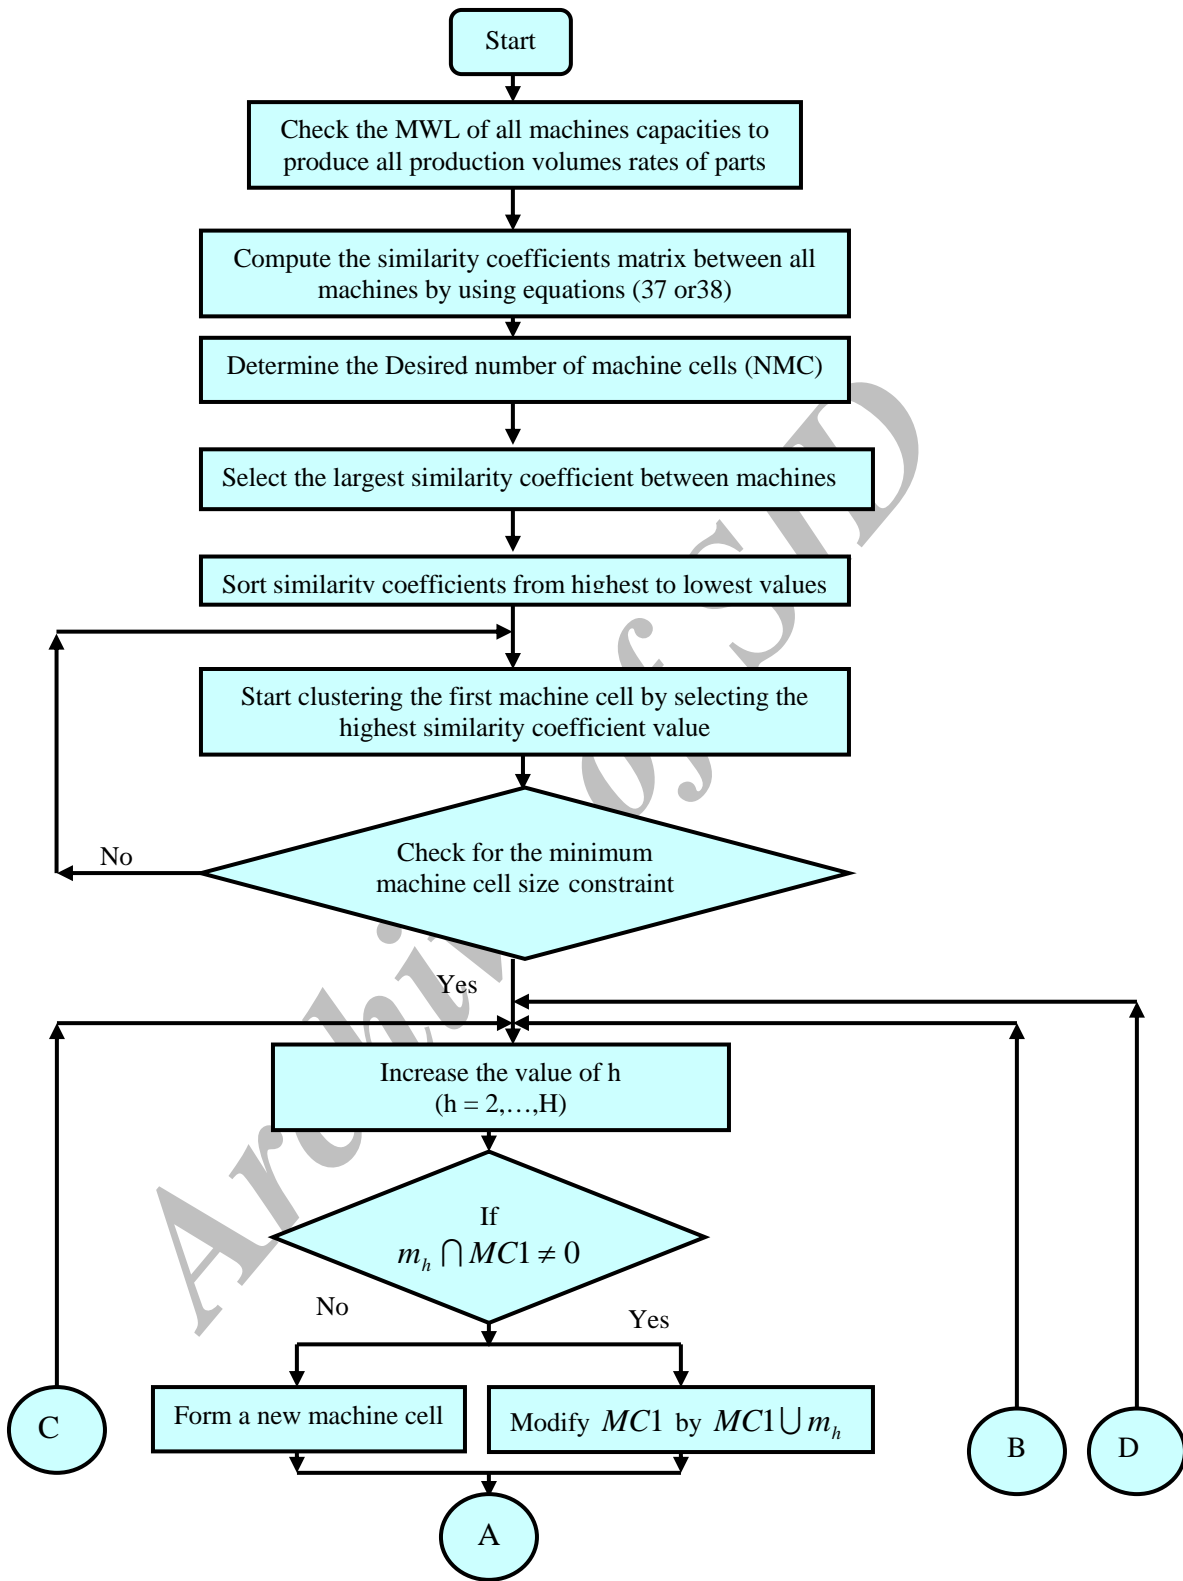 Start
Check the MWL of all machines capacities to
produce all production volumes rates of parts
Compute the similarity coefficients matrix between all
machines by using equations (37 or38)
Determine the Desired number of machine cells (NMC)
Select the largest similarity coefficient between machines
Sort similarity coefficients from highest to lowest values
Start clustering the first machine cell by selecting the
highest similarity coefficient value
No
Check for the minimum
machine cell size constraint
Yes
Increase the value of h
(h = 2,…,H)
If
m_h ⋂ MC1 ≠ 0
No
Yes
Form a new machine cell
Modify MC1 by MC1 ⋃ m_h
C
B
D
A
Archive of SID